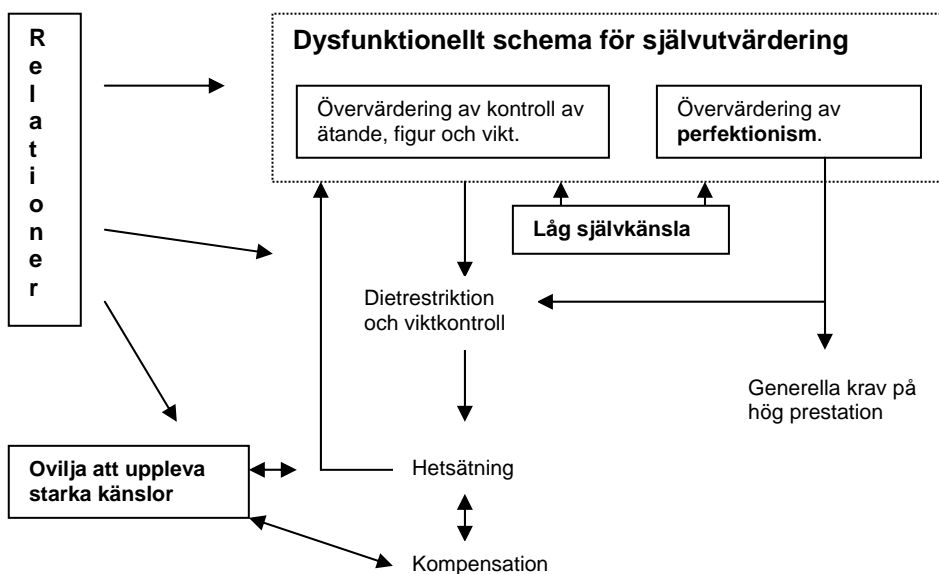 Relationer
Dysfunktionellt schema för självutvärdering
Övervärdering av kontroll av
ätande, figur och vikt.
Övervärdering av
perfektionism.
Låg självkänsla
Dietrestriktion
och viktkontroll
Generella krav på
hög prestation
Ovilja att uppleva
starka känslor
Hetsätning
Kompensation